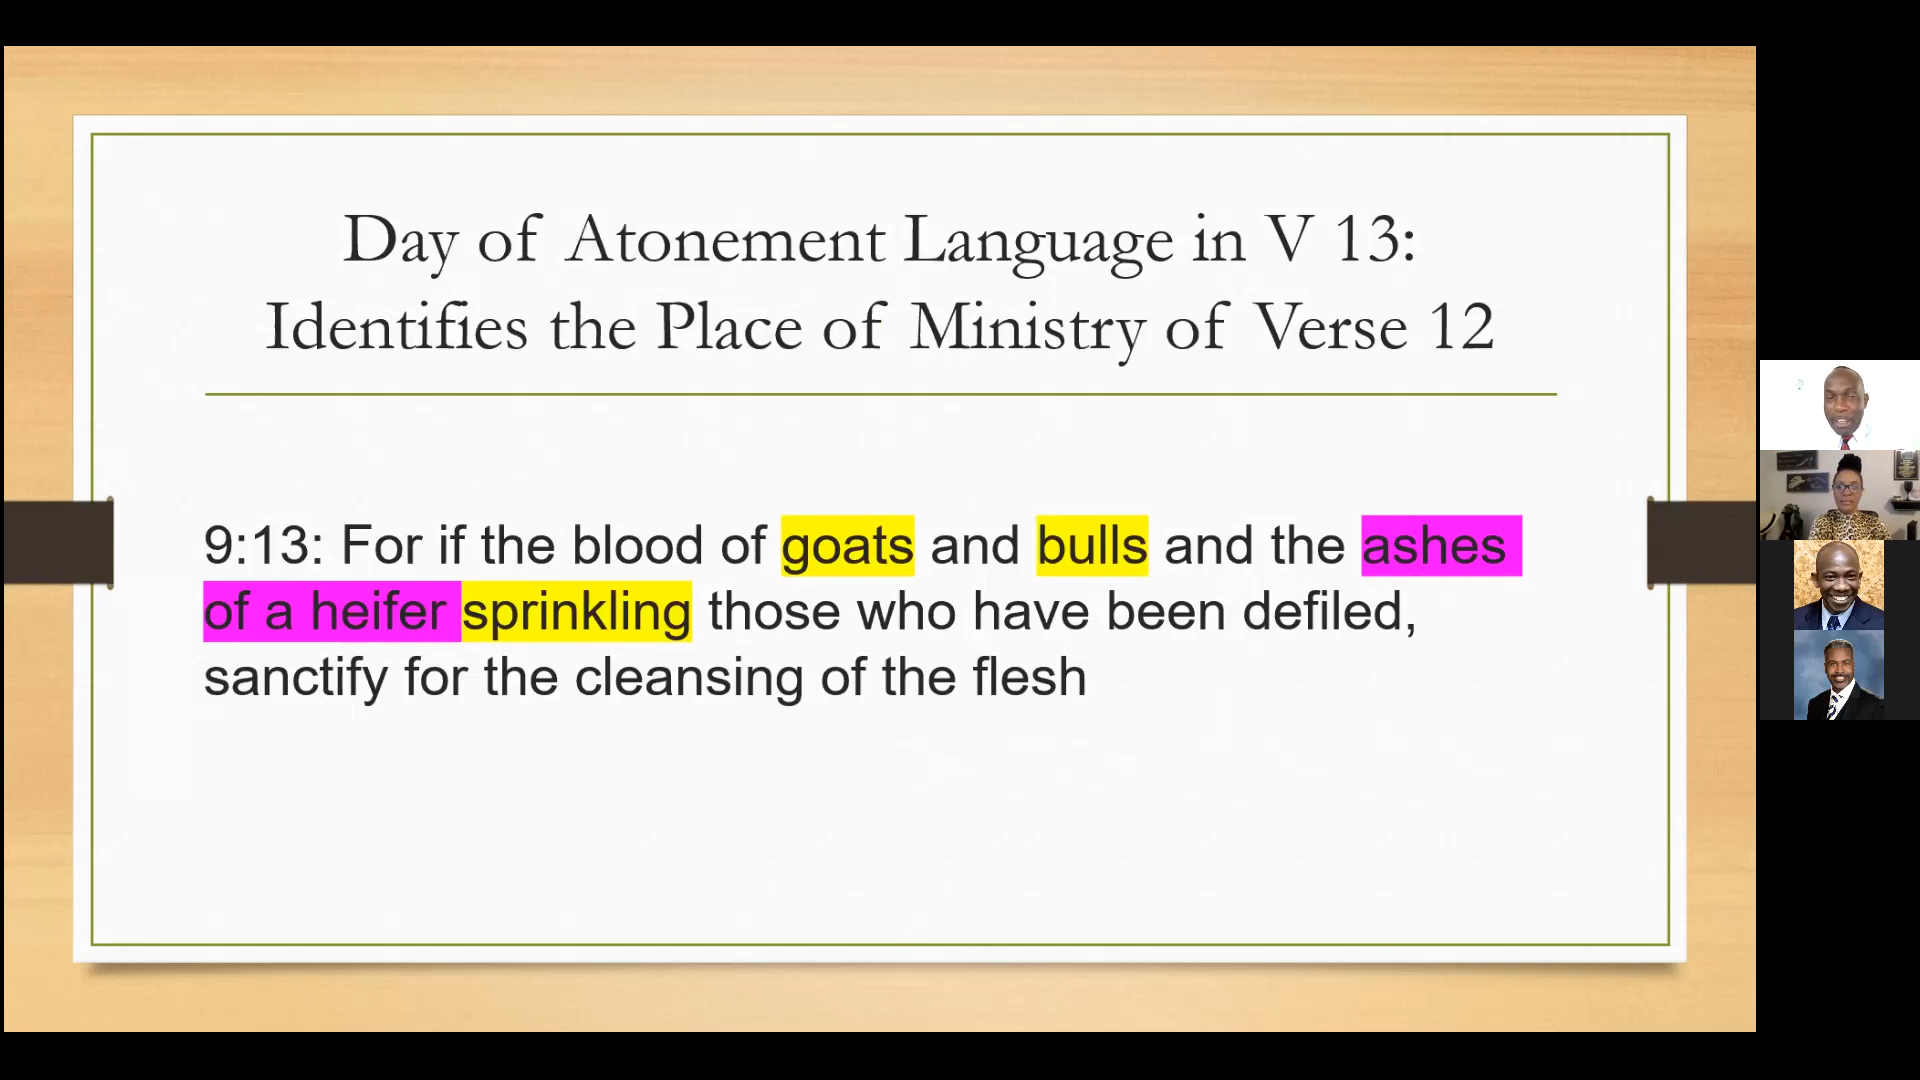 Day of Atonement Language in V 13:
Identifies the Place of Ministry of Verse 12
9:13: For if the blood of goats and bulls and the ashes
of a heifer sprinkling those who have been defiled,
sanctify for the cleansing of the flesh